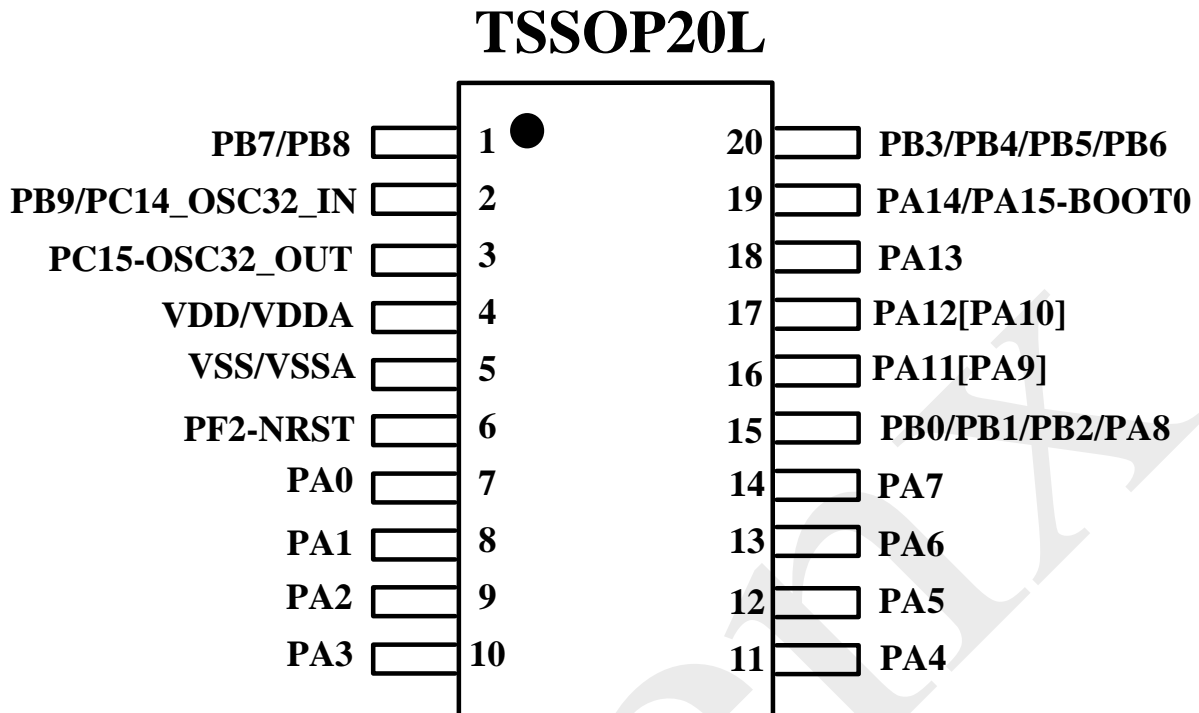 TSSOP20L
PB7/PB8 1 20 PB3/PB4/PB5/PB6
PB9/PC14_OSC32_IN 2 19 PA14/PA15-BOOT0
PC15-OSC32_OUT 3 18 PA13
VDD/VDDA 4 17 PA12[PA10]
VSS/VSSA 5 16 PA11[PA9]
PF2-NRST 6 15 PB0/PB1/PB2/PA8
PA0 7 14 PA7
PA1 8 13 PA6
PA2 9 12 PA5
PA3 10 11 PA4